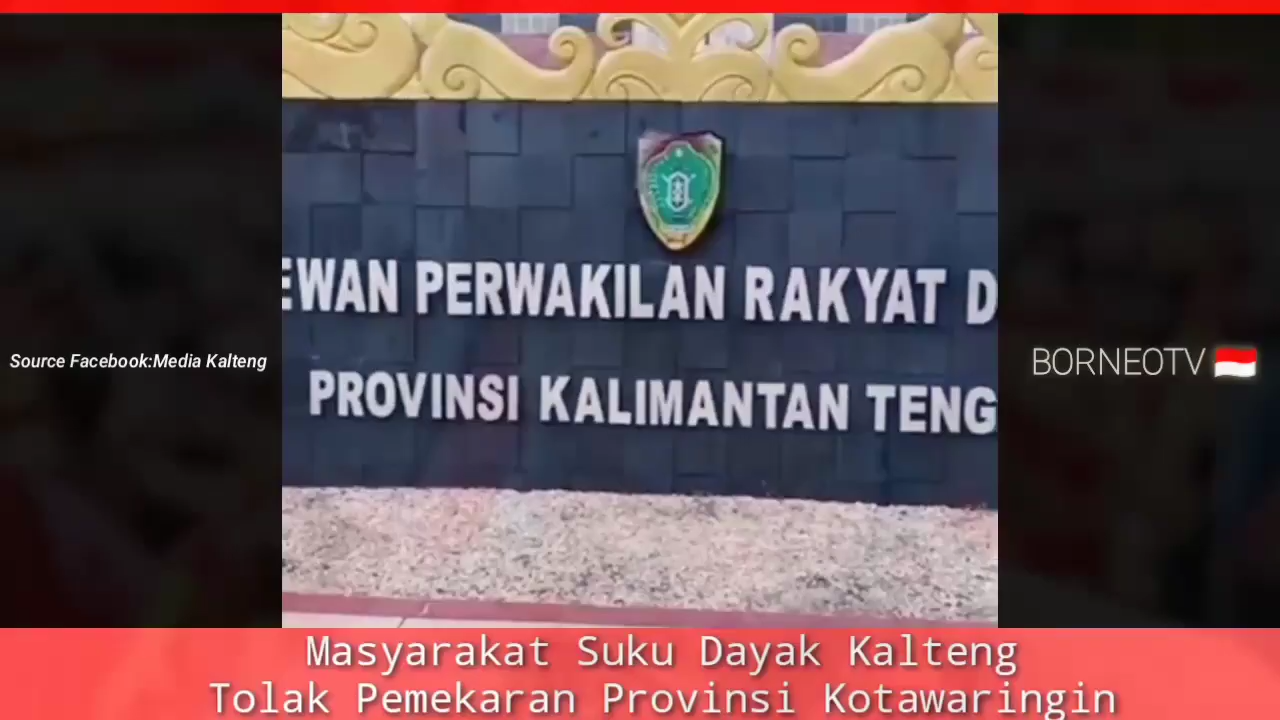 EWAN PERWAKILAN RAKYAT D
PROVINSI KALIMANTAN TENG
Source Facebook:Media Kalteng
BORNEOTV
Masyarakat Suku Dayak Kalteng
Tolak Pemekaran Provinsi Kotawaringin